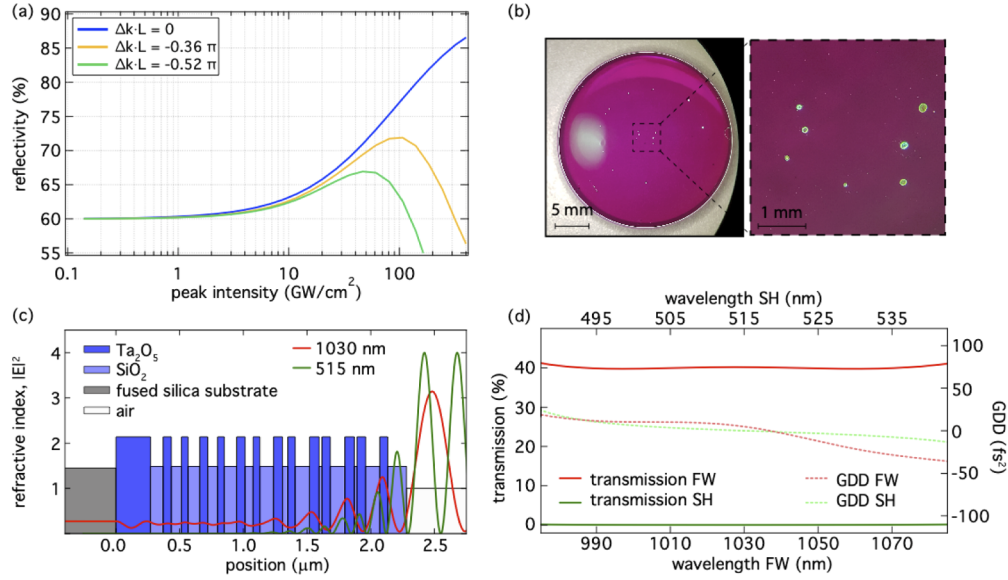 (a)
90
85
80
75
70
65
60
55
reflectivity (%)
Δk·L = 0
Δk·L = -0.36 π
Δk·L = -0.52 π
0.1
1
10
100
peak intensity (GW/cm²)
(b)
5 mm
1 mm
(c)
4
3
2
1
refractive index, |E|²
Ta₂O₅
SiO₂
fused silica substrate
air
1030 nm
515 nm
0.0
0.5
1.0
1.5
2.0
2.5
position (μm)
(d)
wavelength SH (nm)
495
505
515
525
535
40
30
20
10
0
transmission (%)
100
50
0
-50
-100
GDD (fs²)
transmission FW
transmission SH
GDD FW
GDD SH
990
1010
1030
1050
1070
wavelength FW (nm)